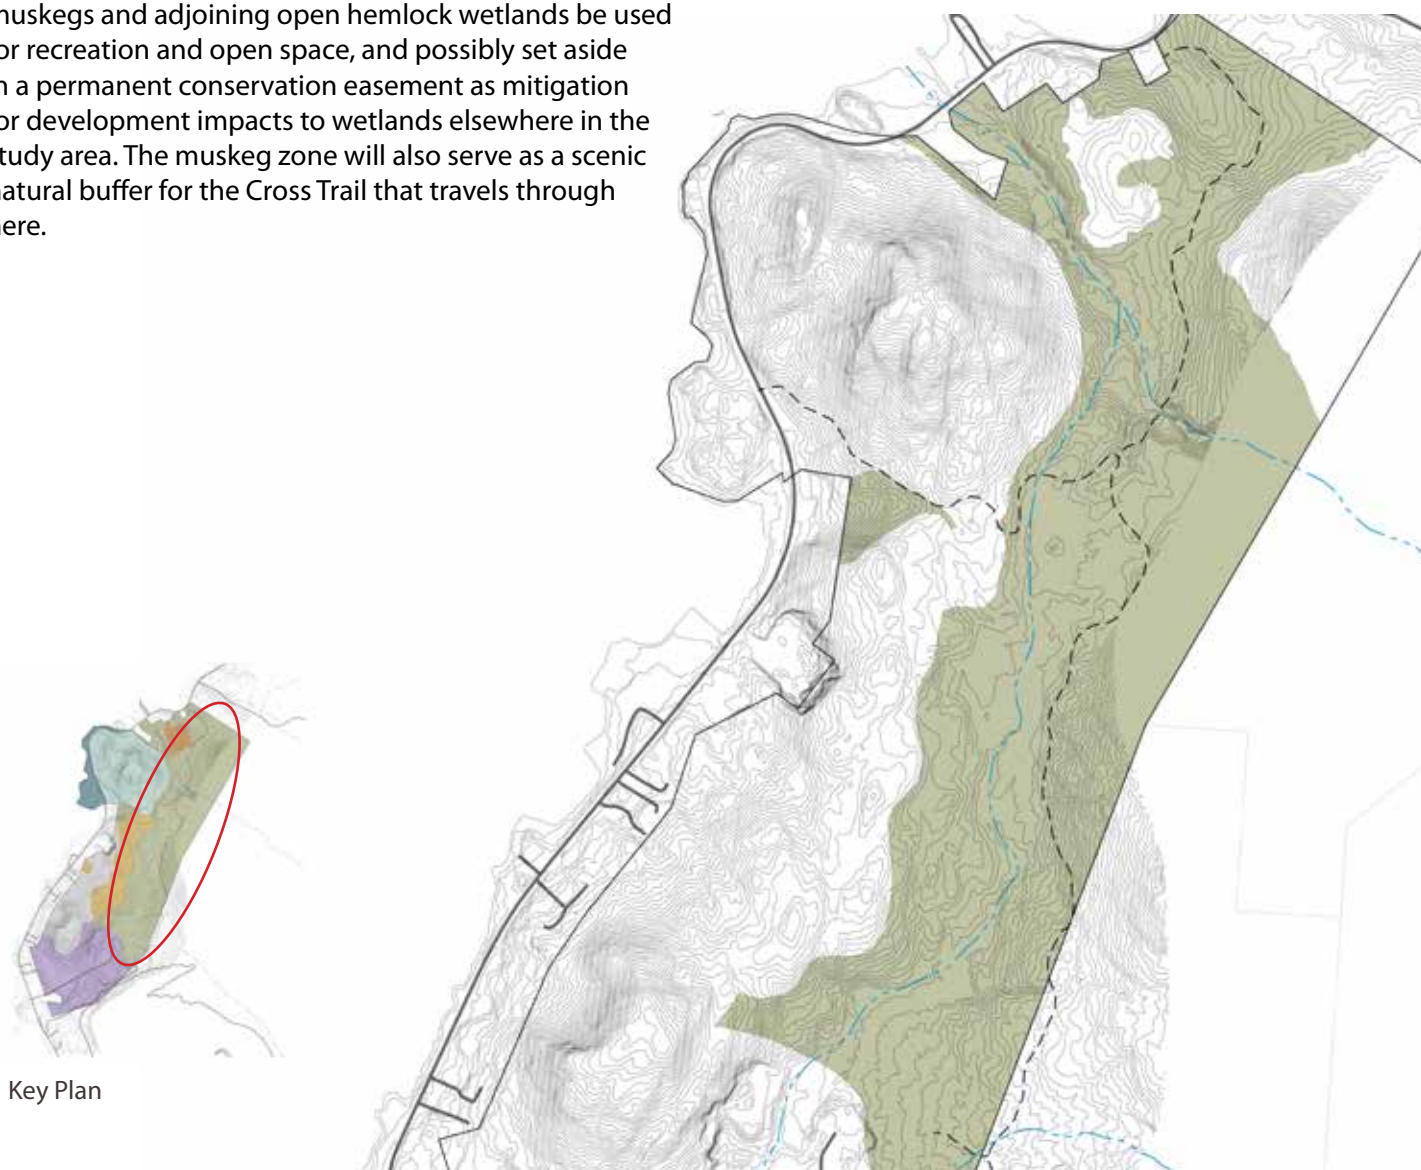 muskegs and adjoining open hemlock wetlands be used
or recreation and open space, and possibly set aside
n a permanent conservation easement as mitigation
or development impacts to wetlands elsewhere in the
tudy area. The muskeg zone will also serve as a scenic
natural buffer for the Cross Trail that travels through
here.
Key Plan